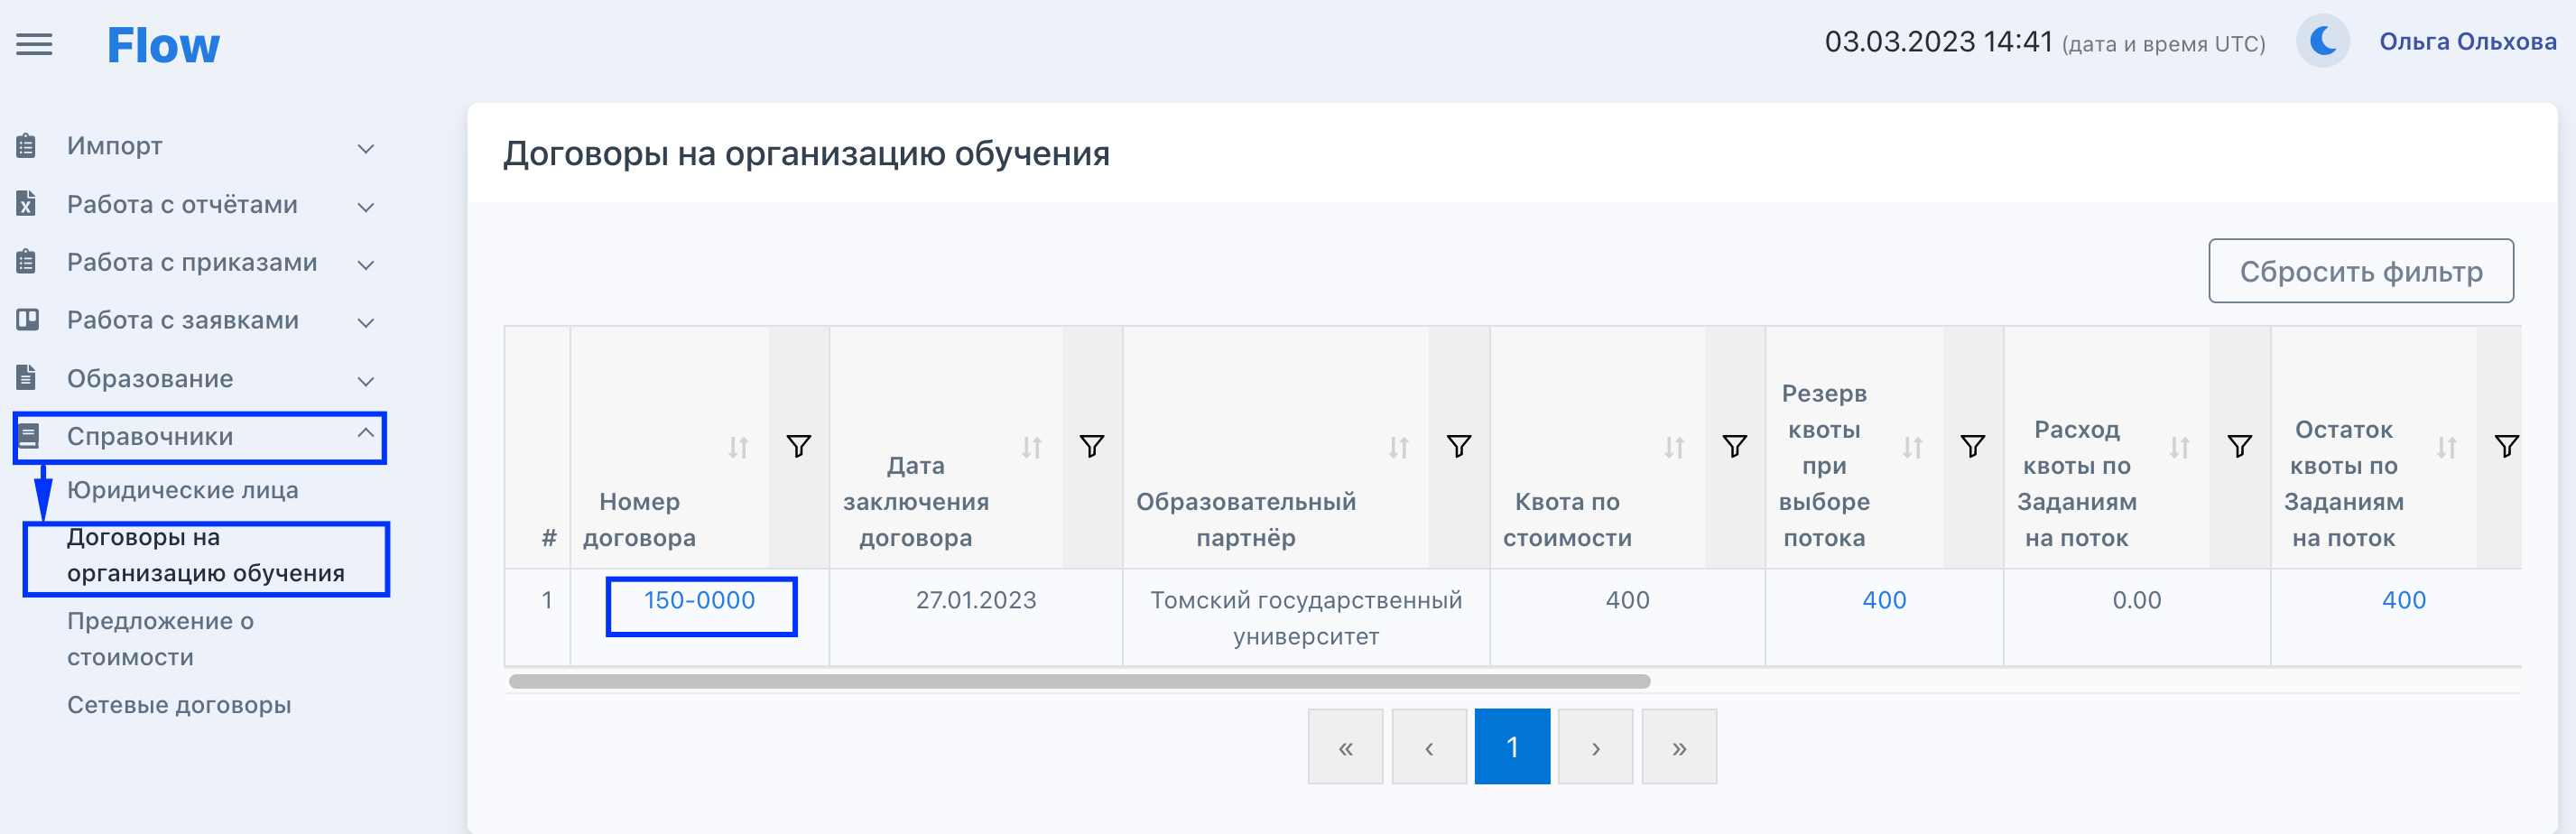 Flow
03.03.2023 14:41 (дата и время UTC)
Ольга Ольхова
Импорт
Работа с отчётами
Работа с приказами
Работа с заявками
Образование
Справочники
Юридические лица
Договоры на
организацию обучения
Предложение о
стоимости
Сетевые договоры
Договоры на организацию обучения
Сбросить фильтр
#
Номер
договора
Дата
заключения
договора
Образовательный
партнёр
Квота по
стоимости
Резерв
квоты
при
выборе
потока
Расход
квоты по
Заданиям
на поток
Остаток
квоты по
Заданиям
на поток
1 150-0000 27.01.2023 Томский государственный 400 400 0.00 400
университет
« ‹ 1 › »